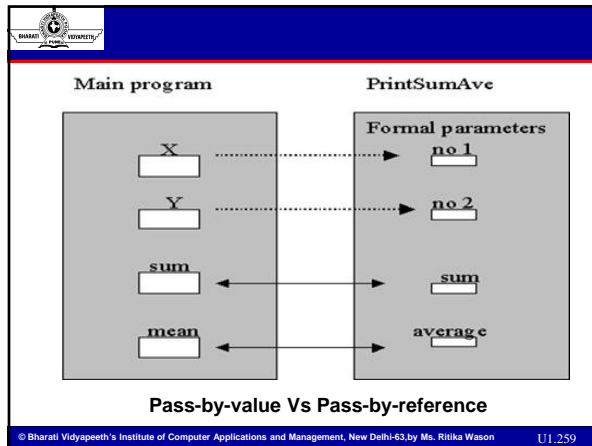 BHARATI VIDYAPEETH
PUNE
Main program PrintSumAve
Formal parameters
X no 1
Y no 2
sum sum
mean average
Pass-by-value Vs Pass-by-reference
© Bharati Vidyapeeth's Institute of Computer Applications and Management, New Delhi-63,by Ms. Ritika Wason U1.259